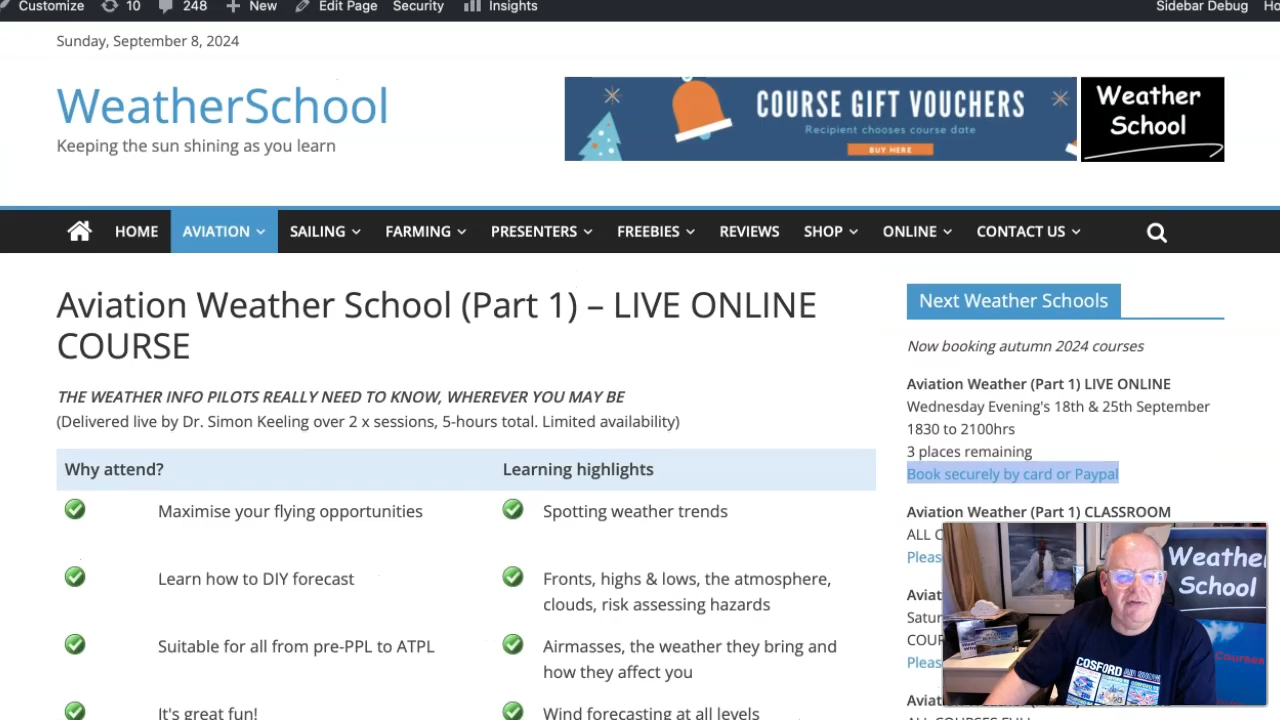 Customize 10 248 New Edit Page Security Insights Sidebar Debug
Sunday, September 8, 2024
WeatherSchool
Keeping the sun shining as you learn
COURSE GIFT VOUCHERS
Recipient chooses course date
BUY HERE
Weather
School
HOME AVIATION SAILING FARMING PRESENTERS FREEBIES REVIEWS SHOP ONLINE CONTACT US
Aviation Weather School (Part 1) – LIVE ONLINE
COURSE
THE WEATHER INFO PILOTS REALLY NEED TO KNOW, WHEREVER YOU MAY BE
(Delivered live by Dr. Simon Keeling over 2 x sessions, 5-hours total. Limited availability)
Why attend? Learning highlights
Maximise your flying opportunities Spotting weather trends
Learn how to DIY forecast Fronts, highs & lows, the atmosphere,
clouds, risk assessing hazards
Suitable for all from pre-PPL to ATPL Airmasses, the weather they bring and
how they affect you
It's great fun! Wind forecasting at all levels
Next Weather Schools
Now booking autumn 2024 courses
Aviation Weather (Part 1) LIVE ONLINE
Wednesday Evening's 18th & 25th September
1830 to 2100hrs
3 places remaining
Book securely by card or Paypal
Aviation Weather (Part 1) CLASSROOM
Weather
School
Courses
COSFORD AIR SHOW